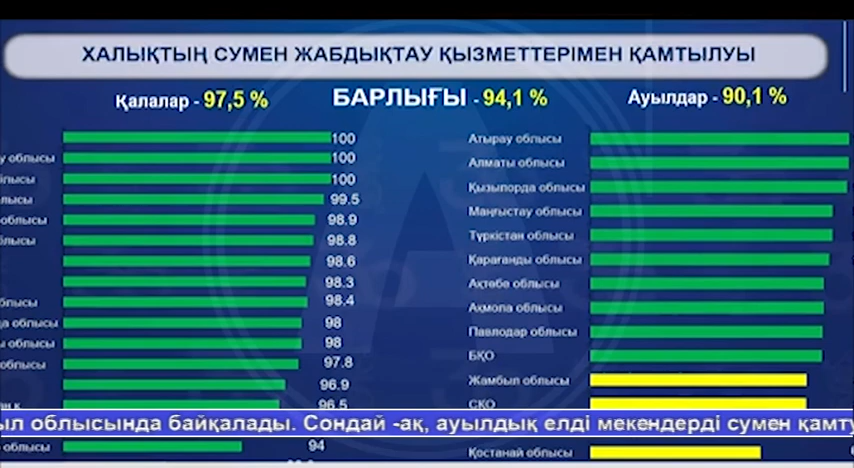 ХАЛЫҚТЫҢ СУМЕН ЖАБДЫҚТАУ ҚЫЗМЕТТЕРІМЕН ҚАМТЫЛУЫ
Қалалар - 97,5 %
БАРЛЫҒЫ - 94,1 %
Ауылдар - 90,1 %
100
у облысы 100
100
лысы 99.5
облысы 98.9
98.8
98.6
98.3
98.4
облысы 98
облысы 98
облысы 97.8
96.9
96.5
облысы 94
Атырау облысы
Алматы облысы
Қызылорда облысы
Маңғыстау облысы
Түркістан облысы
Қарағанды облысы
Ақтөбе облысы
Ақмола облысы
Павлодар облысы
БҚО
Жамбыл облысы
СҚО
Қостанай облысы
ыл облысында байқалады. Сондай -ақ, ауылдық елді мекендерді сумен қамту